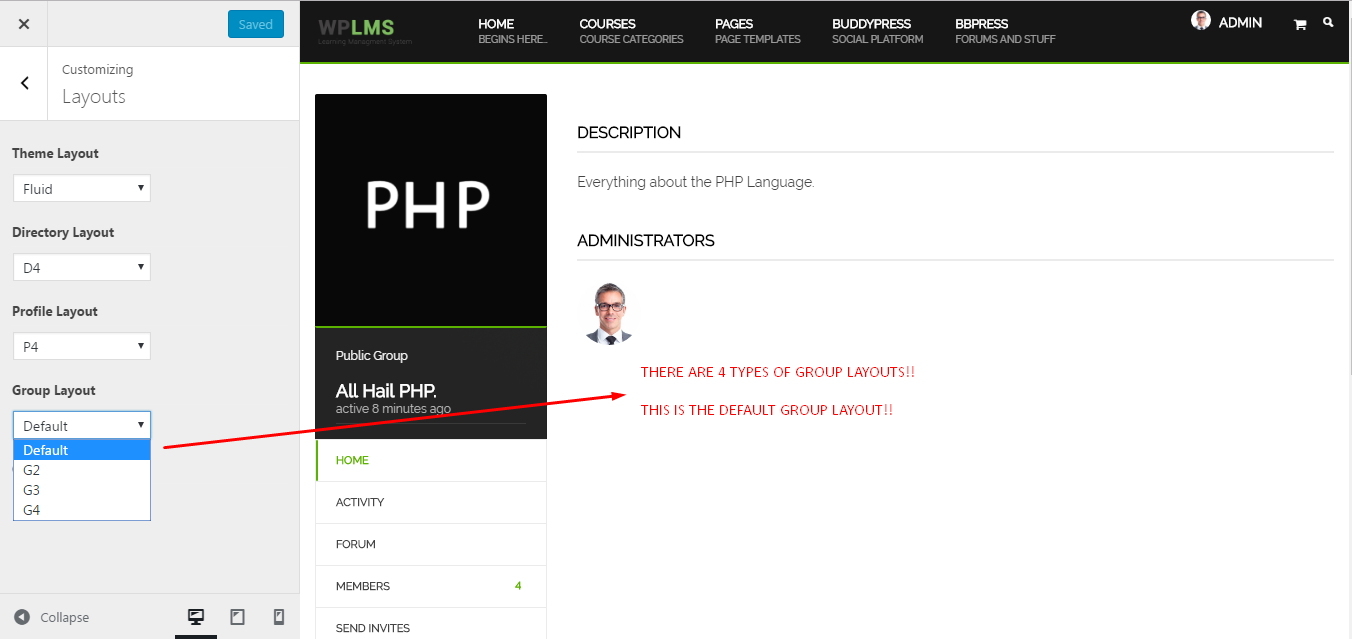 Saved
Customizing
Layouts
Theme Layout
Fluid
Directory Layout
D4
Profile Layout
P4
Group Layout
Default
Default
G2
G3
G4
Collapse
WPLMS
Learning Managment System
HOME
BEGINS HERE..
COURSES
COURSE CATEGORIES
PAGES
PAGE TEMPLATES
BUDDYPRESS
SOCIAL PLATFORM
BBPRESS
FORUMS AND STUFF
ADMIN
PHP
Public Group
All Hail PHP.
active 8 minutes ago
HOME
ACTIVITY
FORUM
MEMBERS 4
SEND INVITES
DESCRIPTION
Everything about the PHP Language.
ADMINISTRATORS
THERE ARE 4 TYPES OF GROUP LAYOUTS!!
THIS IS THE DEFAULT GROUP LAYOUT!!